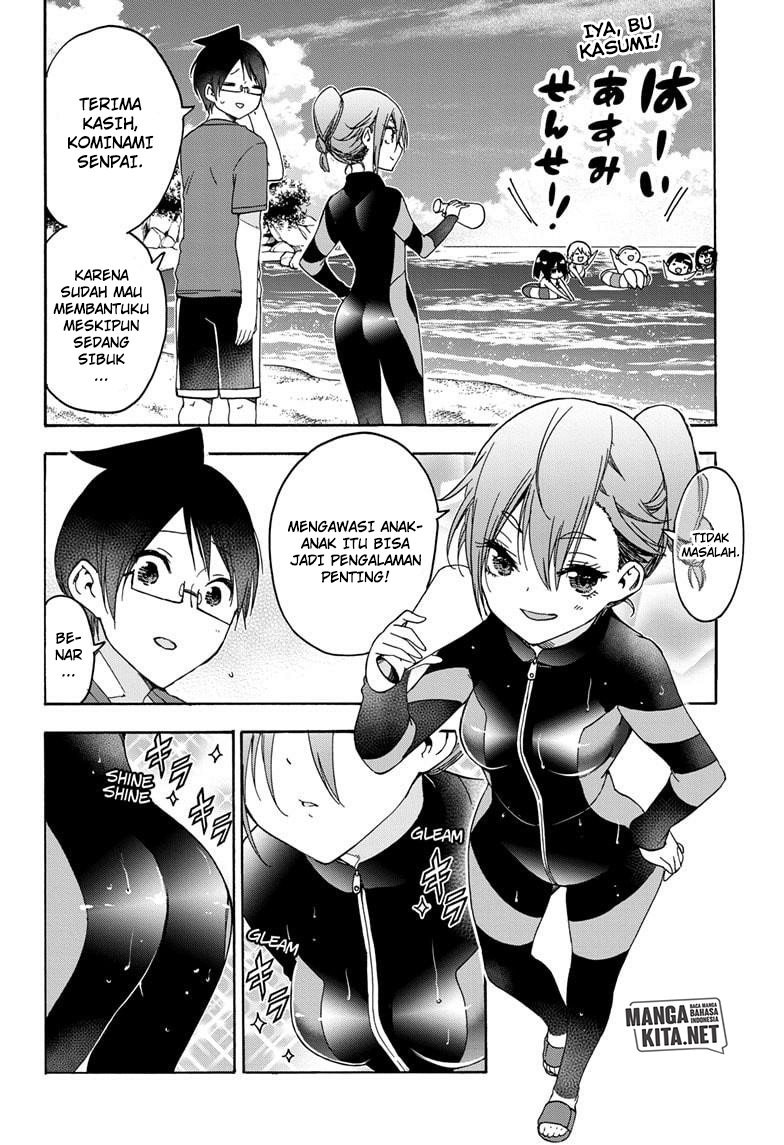 IYA, BU
KASUMI!
はーい
あすみ
せんせー!!
TERIMA
KASIH,
KOMINAMI
SENPAI.
KARENA
SUDAH MAU
MEMBANTUKU
MESKIPUN
SEDANG
SIBUK
...
TIDAK
MASALAH.
MENGAWASI ANAK-
ANAK ITU BISA
JADI PENGALAMAN
PENTING!
BE-
NAR
...
GLEAM
キラ
GLEAM
キラ
SHINE
SHINE
キラ
キラ
MANGA
KITA.NET
BACA MANGA
BAHASA
INDONESIA